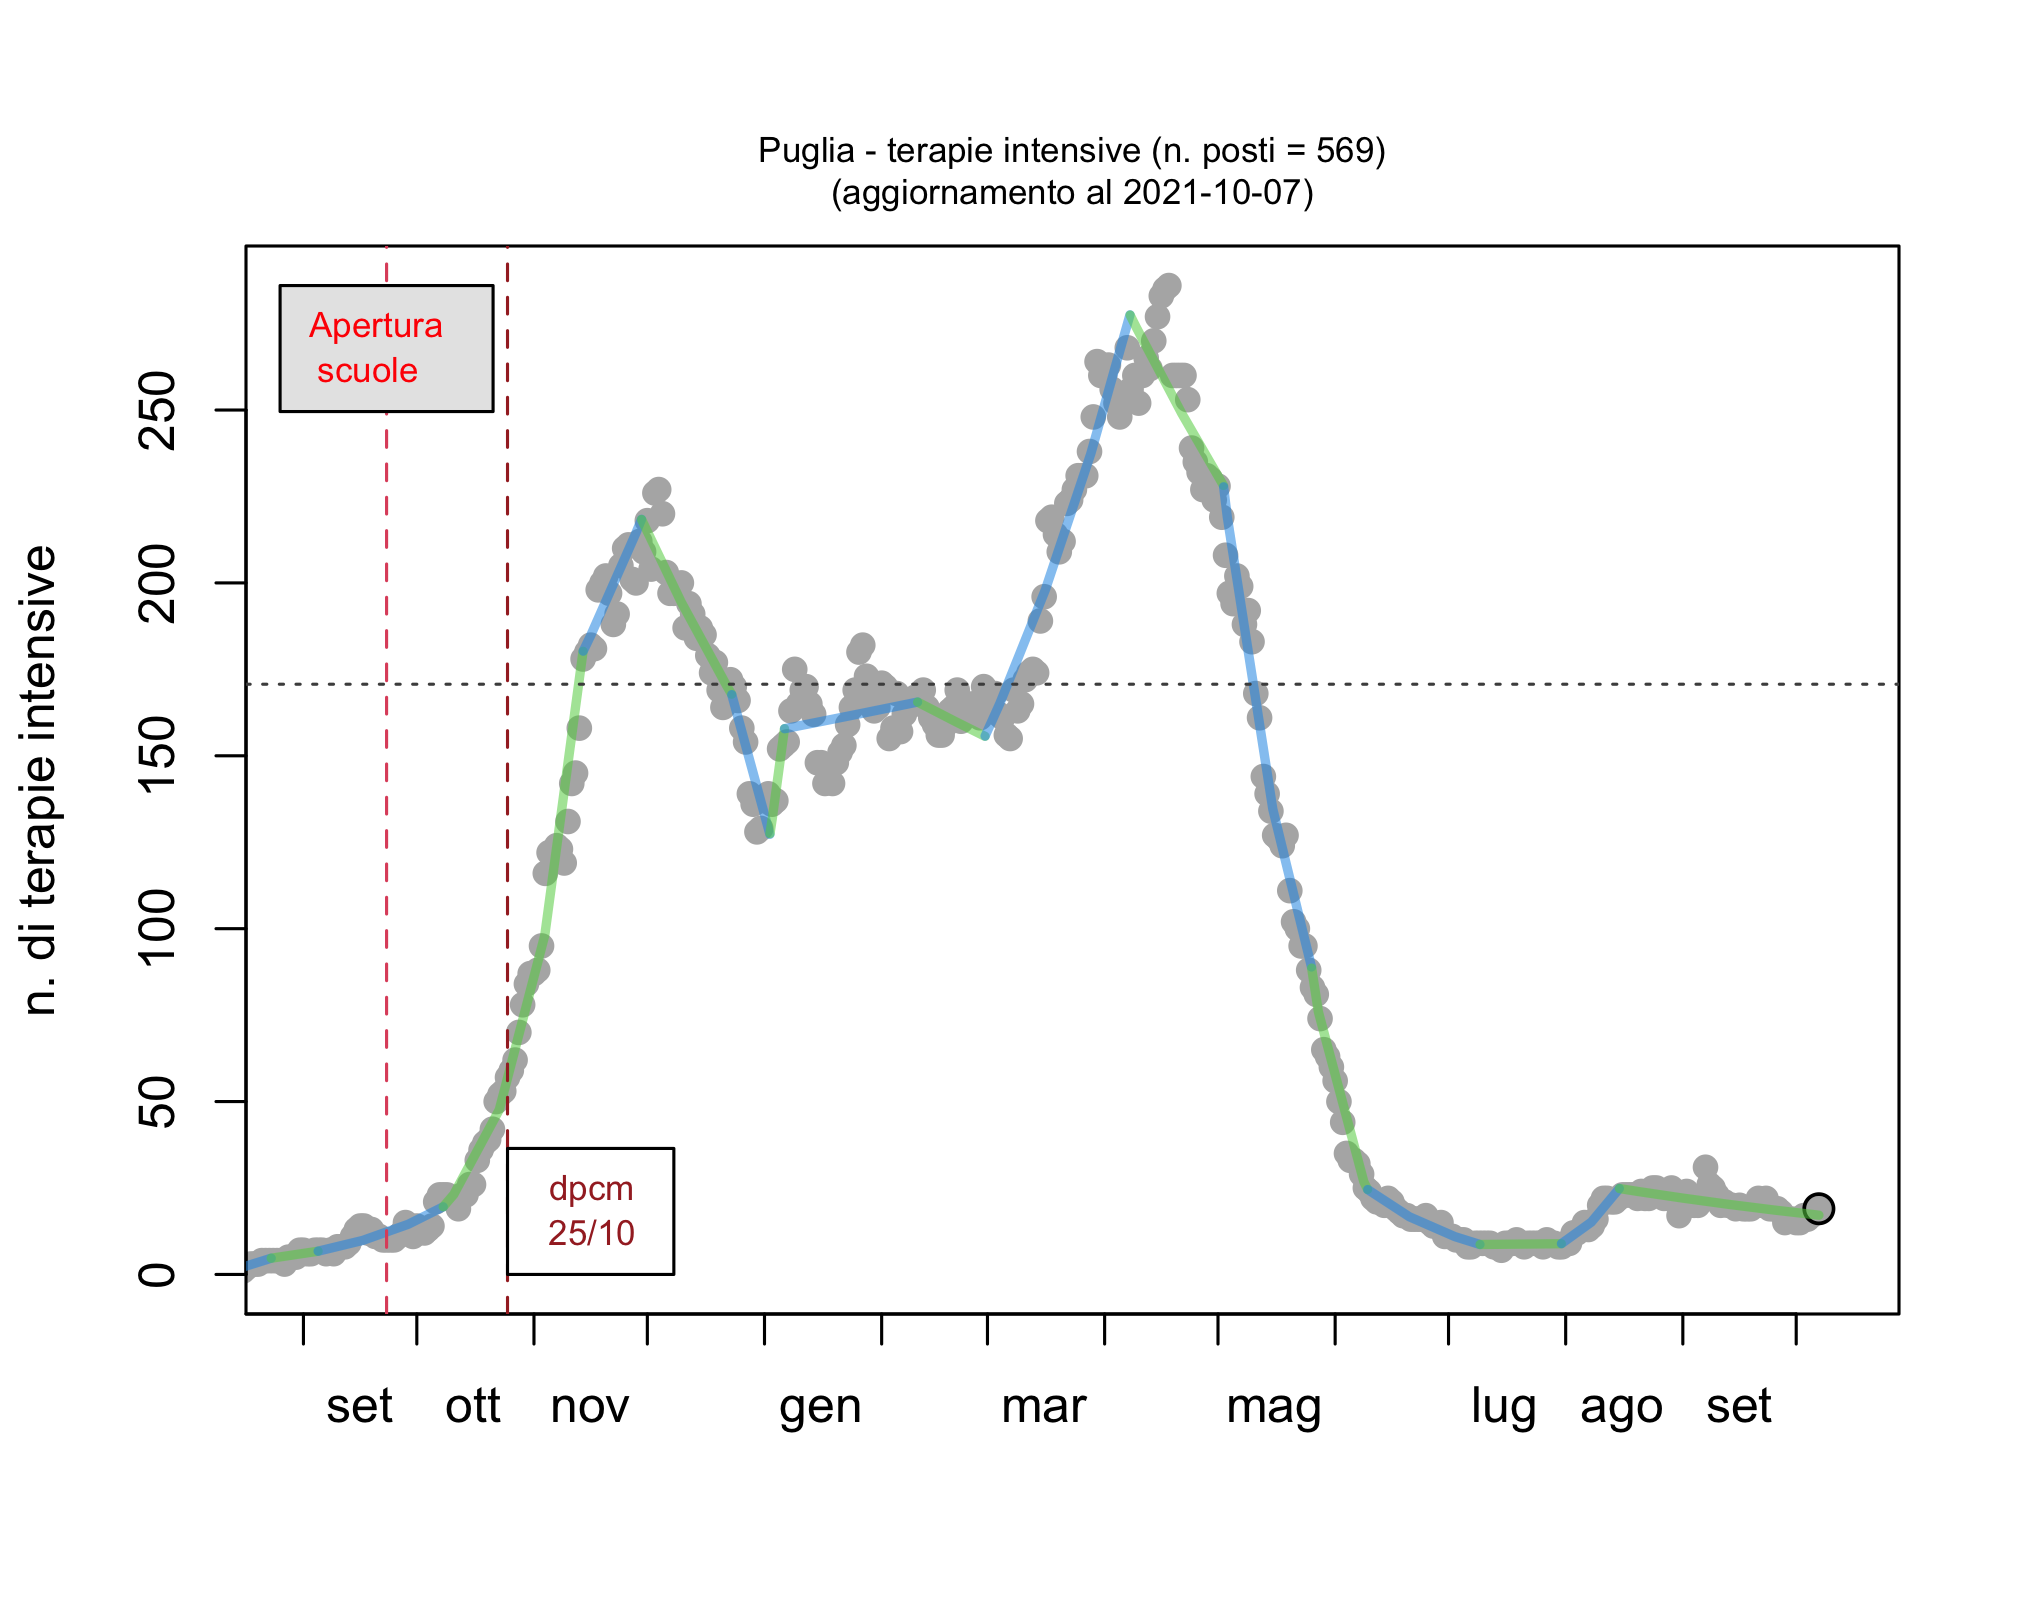 Puglia - terapie intensive (n. posti = 569)
(aggiornamento al 2021-10-07)
Apertura
scuole
n. di terapie intensive
250
200
150
100
50
0
dpcm
25/10
set ott nov gen mar mag lug ago set